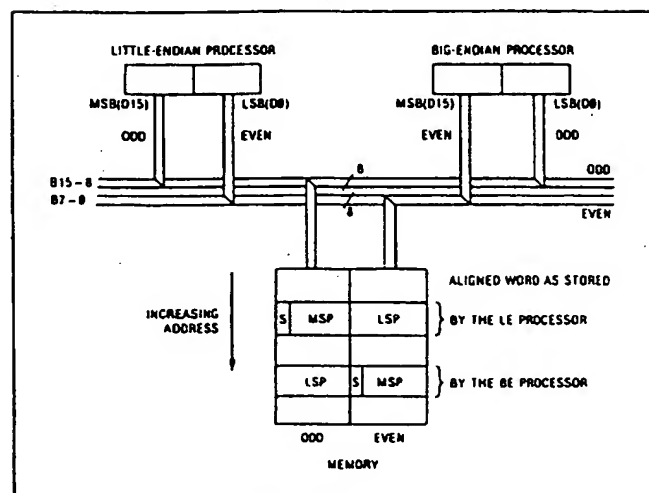 LITTLE-ENDIAN PROCESSOR
BIG-ENDIAN PROCESSOR
MSB(D15)
LSB(D0)
MSB(D15)
LSB(D0)
ODD
EVEN
EVEN
ODD
B15-8
8
ODD
B7-0
8
EVEN
INCREASING
ADDRESS
ALIGNED WORD AS STORED
S
MSP
LSP
BY THE LE PROCESSOR
LSP
S
MSP
BY THE BE PROCESSOR
ODD
EVEN
MEMORY